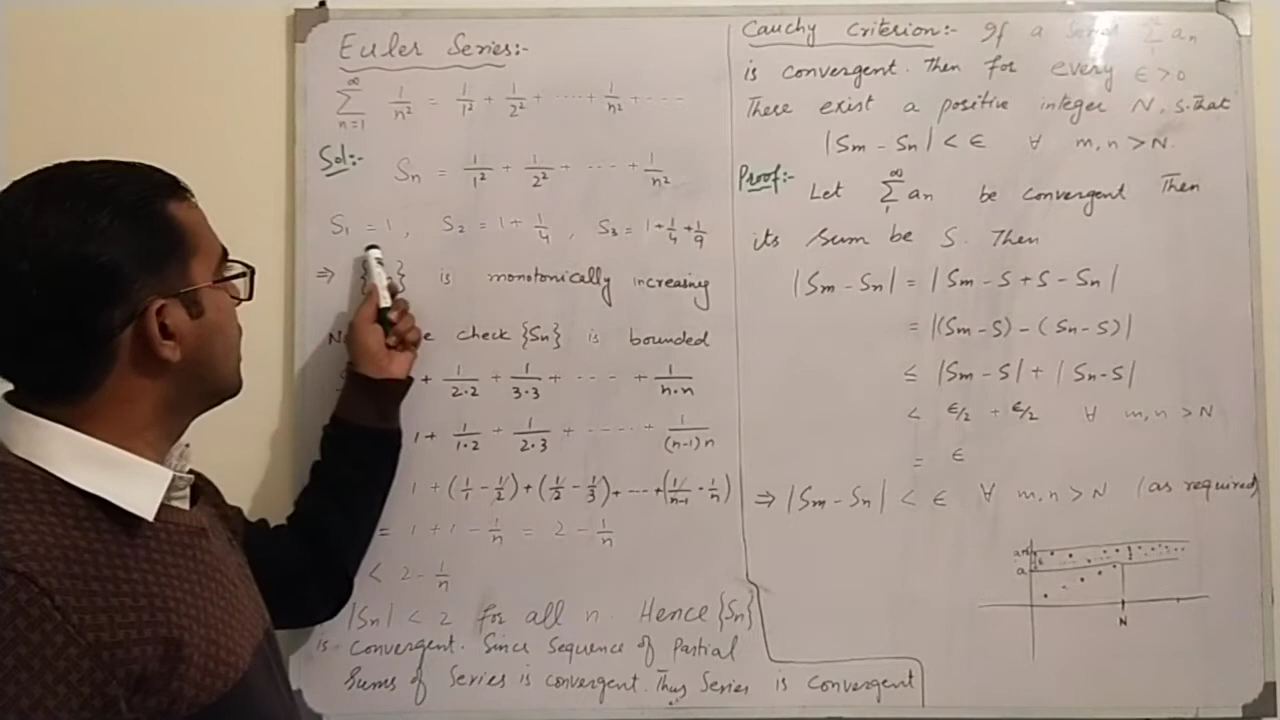 Euler Series:-
∞
∑ 1/n² = 1/1² + 1/2² + ····+ 1/n² + ---
n=1
Sol:- Sn = 1/1² + 1/2² + ---- + 1/n²
S1 = 1, S2 = 1 + 1/4 , S3 = 1+ 1/4 + 1/9
⇒ { } is monotonically increasing
check {Sn} is bounded
+ 1/2·2 + 1/3·3 + --- + 1/n·n
1 + 1/1·2 + 1/2·3 + ----- + 1/(n-1)n
1 + (1/1 - 1/2) + (1/2 - 1/3) + --- + (1/n-1 - 1/n)
= 1 + 1 - 1/n = 2 - 1/n
< 2 - 1/n
|Sn| < 2 for all n. Hence {Sn}
is Convergent. Since Sequence of Partial
Sums of Series is convergent. Thus Series is Convergent
Cauchy Criterion:- If a Series ∑ an
is convergent. Then for every ϵ > 0
There exist a positive integer N, s.that
|Sm - Sn| < ϵ ∀ m,n > N.
Proof:- Let ∞∑1 an be convergent Then
its sum be S. Then
|Sm - Sn| = | Sm - S + S - Sn |
= |(Sm - S) - (Sn - S)|
≤ |Sm - S| + | Sn - S|
< ϵ/2 + ϵ/2 ∀ m,n > N
= ϵ
⇒ |Sm - Sn| < ϵ ∀ m,n > N (as required)
a
N